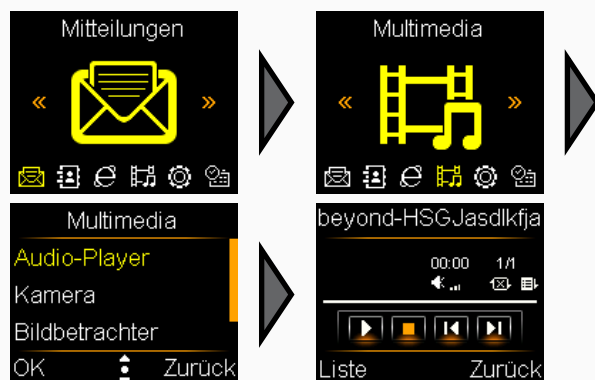 Mitteilungen
Multimedia
Multimedia
Audio-Player
Kamera
Bildbetrachter
OK Zurück
beyond-HSGJasdlkfja
00:00 1/1
Liste Zurück